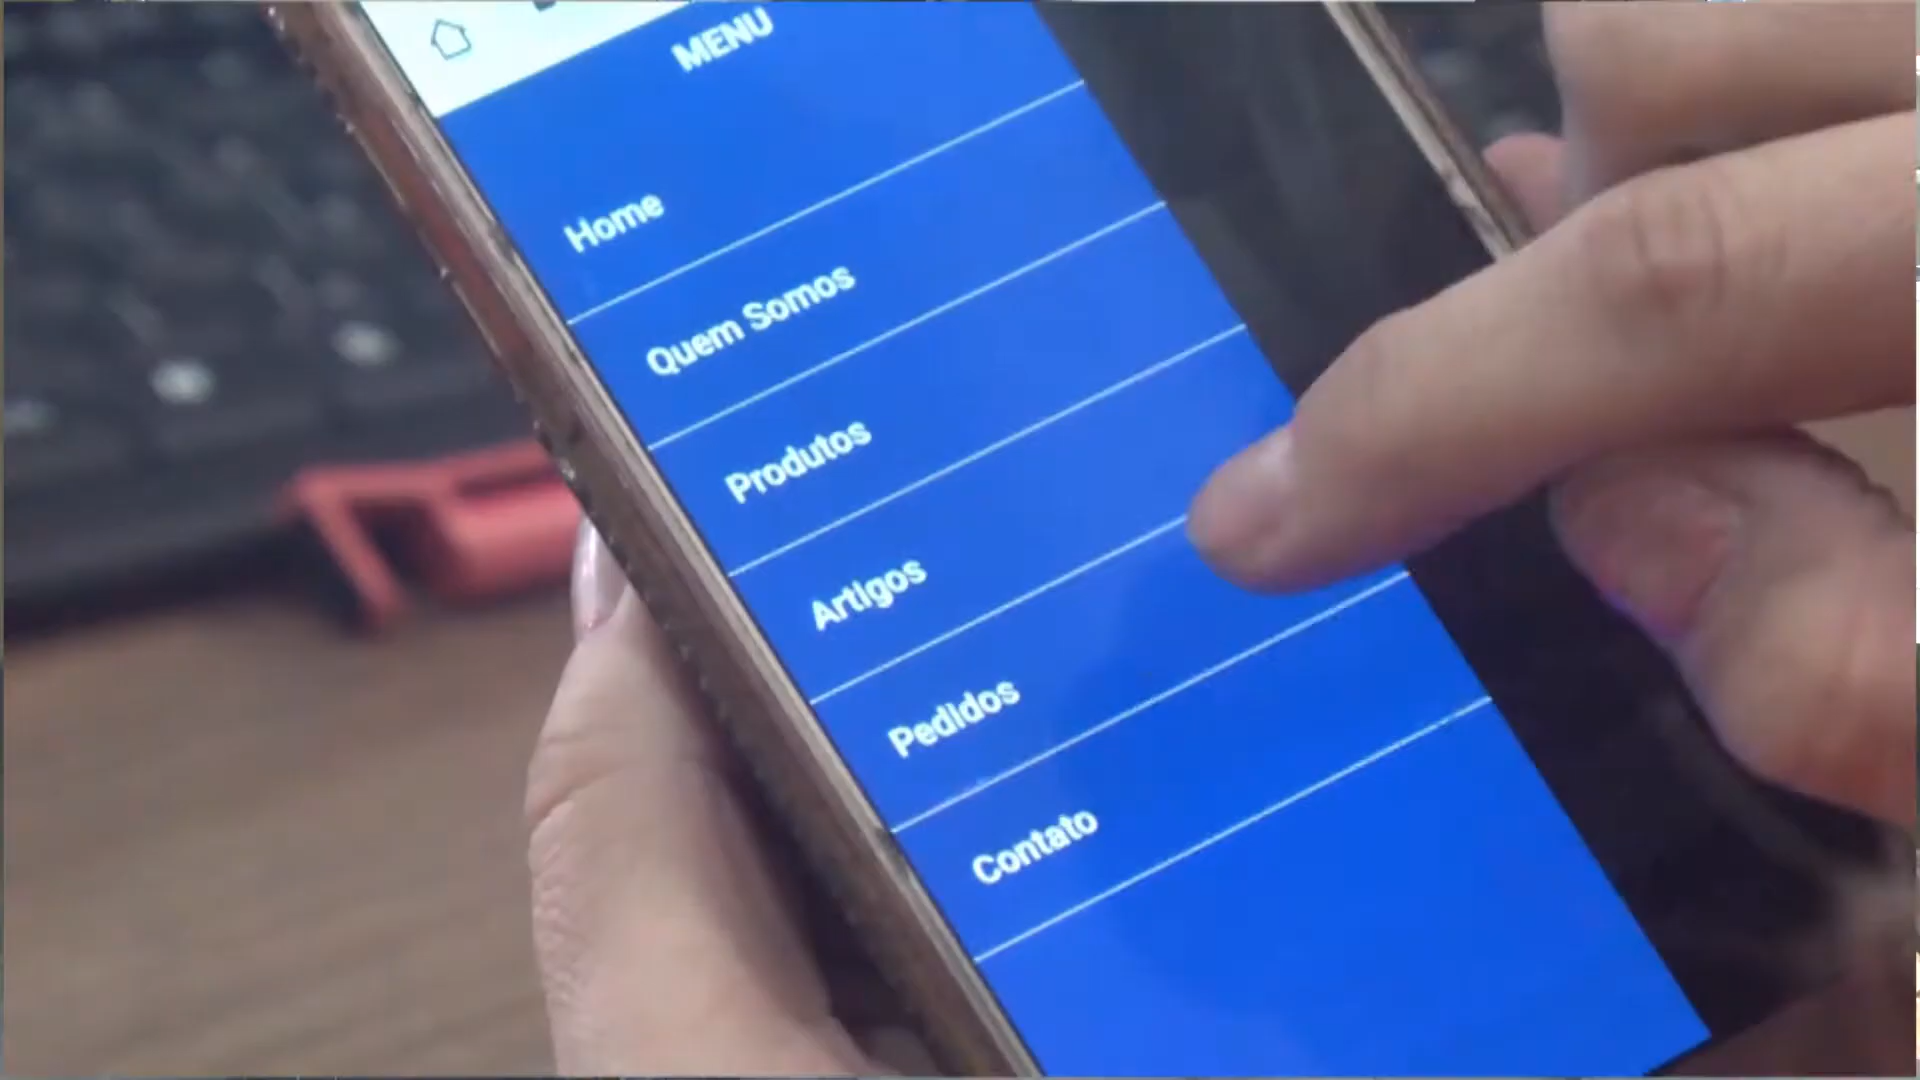 MENU
Home
Quem Somos
Produtos
Artigos
Pedidos
Contato